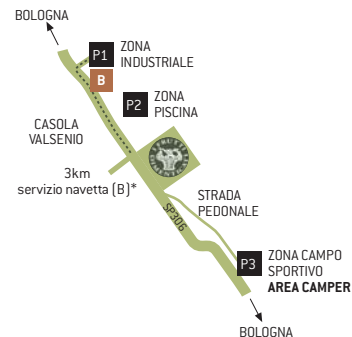 BOLOGNA
P1
ZONA
INDUSTRIALE
B
P2
ZONA
PISCINA
CASOLA
VALSENIO
3km
servizio navetta (B)*
STRADA
PEDONALE
SP306
P3
ZONA CAMPO
SPORTIVO
AREA CAMPER
BOLOGNA